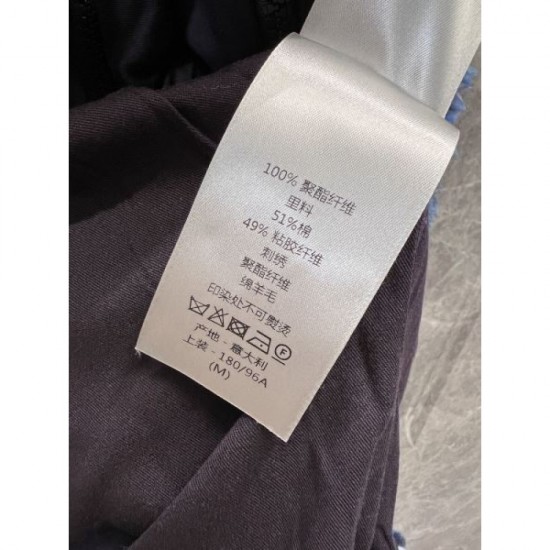 100% 聚酯纤维
里料
51%棉
49% 粘胶纤维
刺绣
聚酯纤维
绵羊毛
印染处不可熨烫
F
产地 - 意大利
上装 - 180/96A
(M)